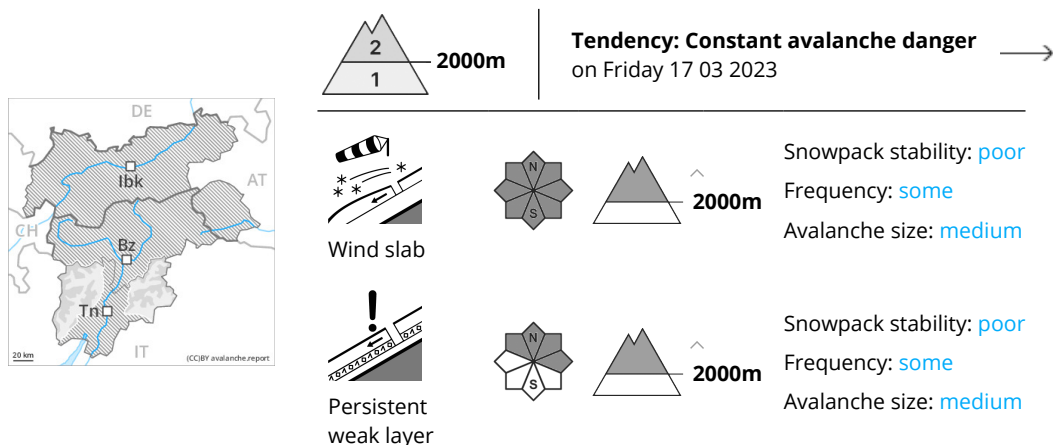 2
1
2000m
Tendency: Constant avalanche danger
on Friday 17 03 2023
DE
Ibk
AT
CH
Bz
Tn
IT
20 km
(CC)BY avalanche.report
Wind slab
N
S
2000m
Snowpack stability: poor
Frequency: some
Avalanche size: medium
Persistent
weak layer
N
S
2000m
Snowpack stability: poor
Frequency: some
Avalanche size: medium